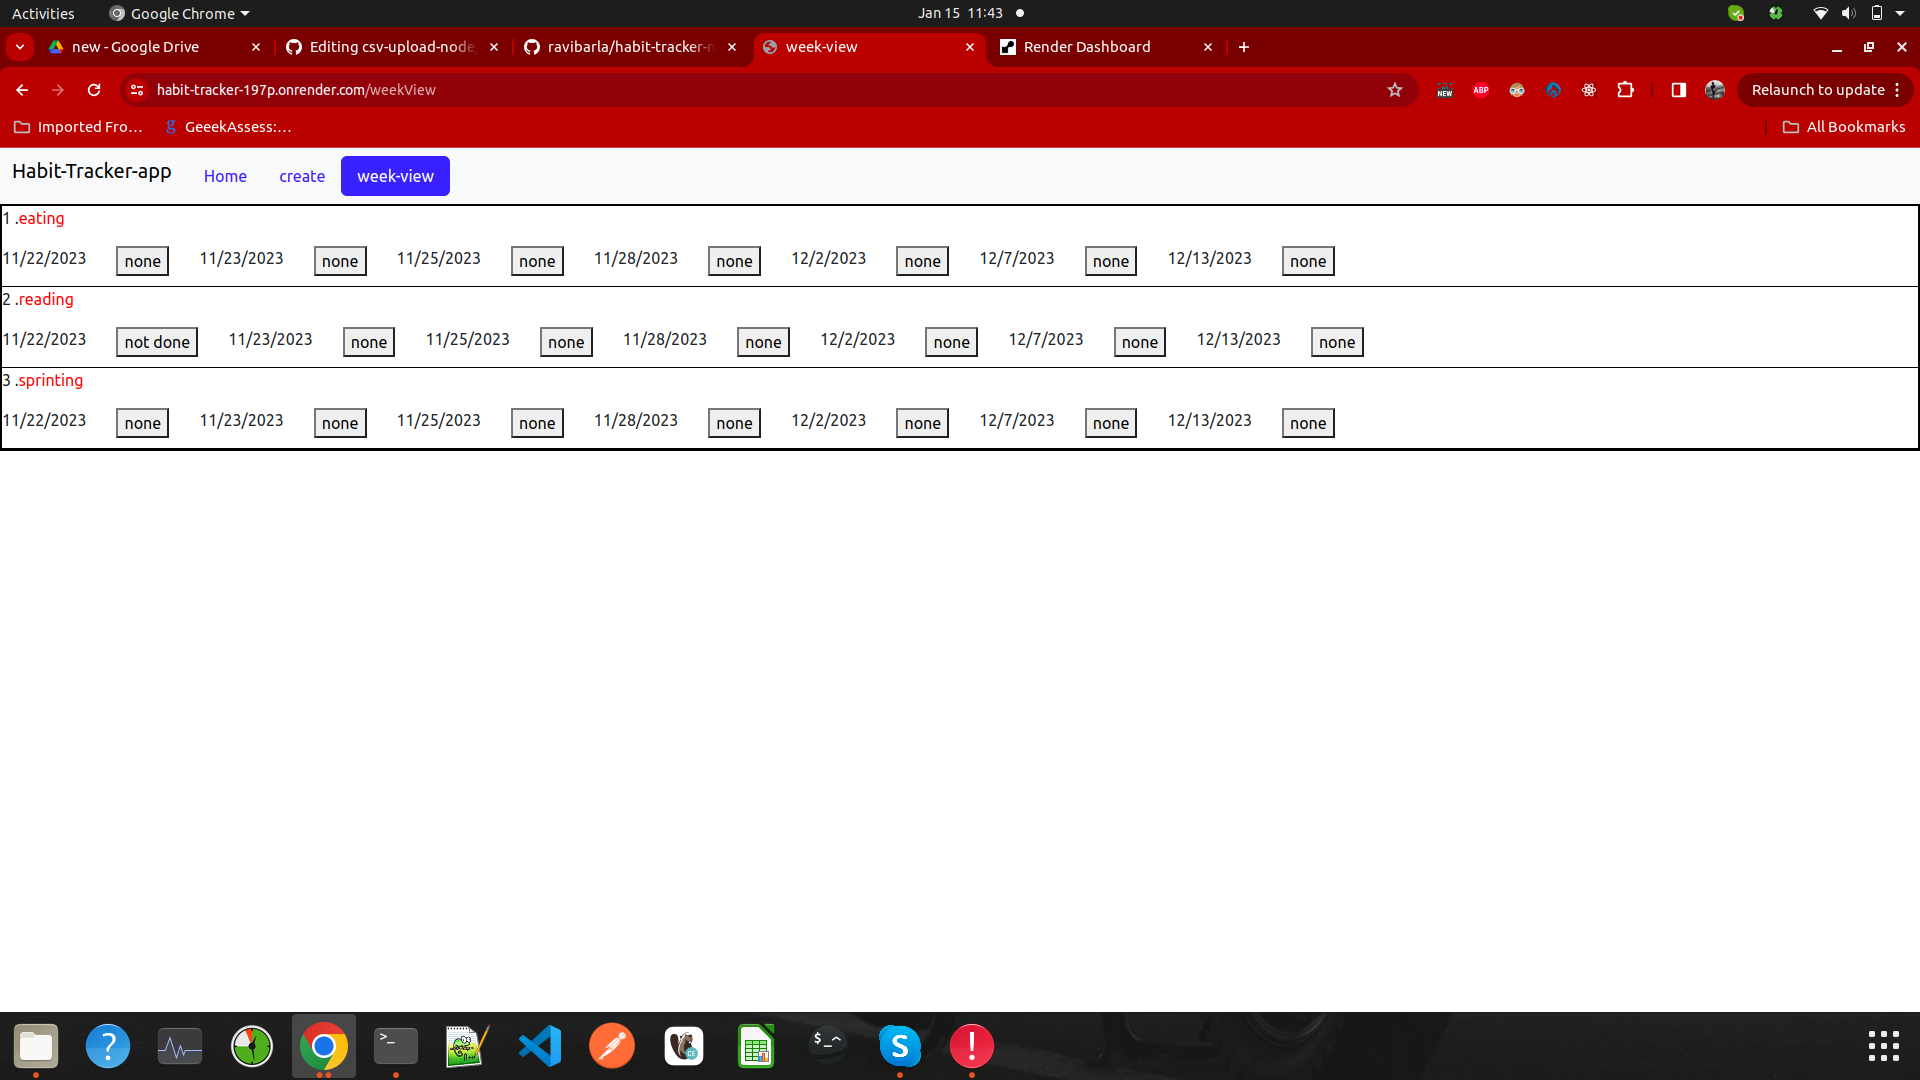 Activities Google Chrome Jan 15 11:43
new - Google Drive Editing csv-upload-node ravibarla/habit-tracker-n week-view Render Dashboard
habit-tracker-197p.onrender.com/weekView NEW ABP Relaunch to update
Imported Fro... g GeeekAssess:... All Bookmarks
Habit-Tracker-app Home create week-view
1 .eating
11/22/2023 none 11/23/2023 none 11/25/2023 none 11/28/2023 none 12/2/2023 none 12/7/2023 none 12/13/2023 none
2 .reading
11/22/2023 not done 11/23/2023 none 11/25/2023 none 11/28/2023 none 12/2/2023 none 12/7/2023 none 12/13/2023 none
3 .sprinting
11/22/2023 none 11/23/2023 none 11/25/2023 none 11/28/2023 none 12/2/2023 none 12/7/2023 none 12/13/2023 none